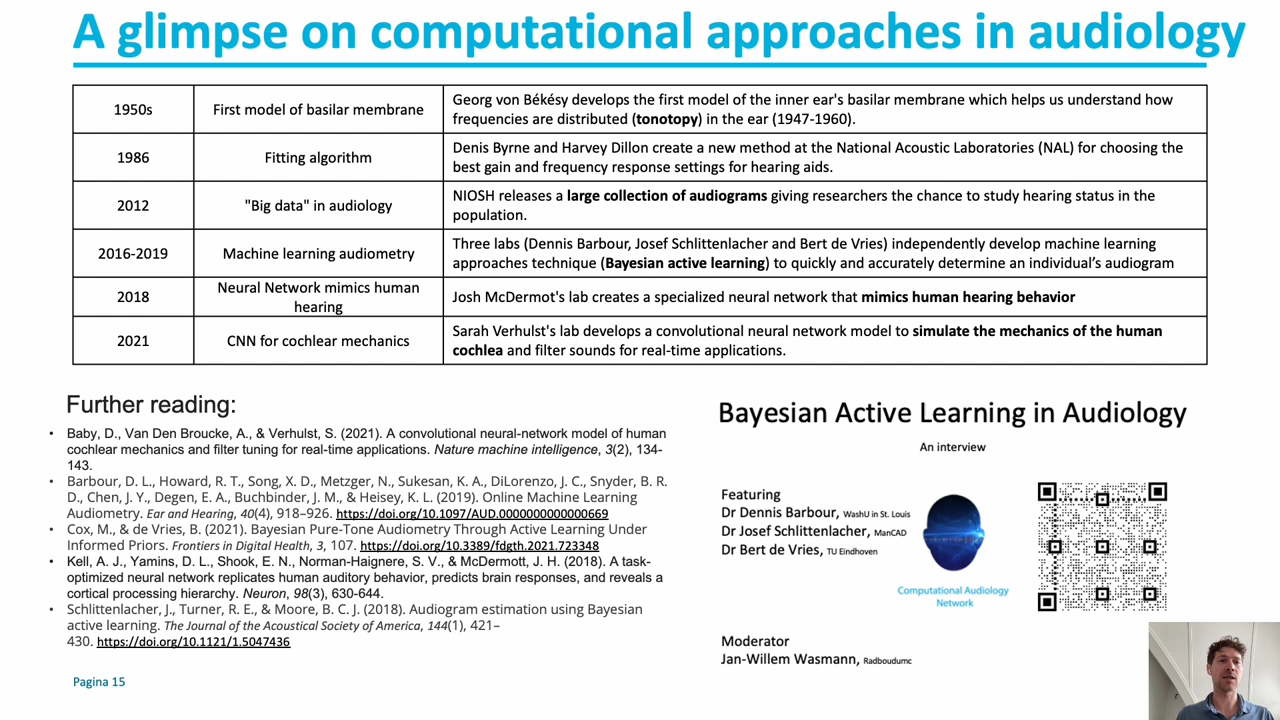 A glimpse on computational approaches in audiology
1950s
First model of basilar membrane
Georg von Békésy develops the first model of the inner ear's basilar membrane which helps us understand how
frequencies are distributed (tonotopy) in the ear (1947-1960).
1986
Fitting algorithm
Denis Byrne and Harvey Dillon create a new method at the National Acoustic Laboratories (NAL) for choosing the
best gain and frequency response settings for hearing aids.
2012
"Big data" in audiology
NIOSH releases a large collection of audiograms giving researchers the chance to study hearing status in the
population.
2016-2019
Machine learning audiometry
Three labs (Dennis Barbour, Josef Schlittenlacher and Bert de Vries) independently develop machine learning
approaches technique (Bayesian active learning) to quickly and accurately determine an individual's audiogram
2018
Neural Network mimics human
hearing
Josh McDermot's lab creates a specialized neural network that mimics human hearing behavior
2021
CNN for cochlear mechanics
Sarah Verhulst's lab develops a convolutional neural network model to simulate the mechanics of the human
cochlea and filter sounds for real-time applications.
Further reading:
• Baby, D., Van Den Broucke, A., & Verhulst, S. (2021). A convolutional neural-network model of human
cochlear mechanics and filter tuning for real-time applications. Nature machine intelligence, 3(2), 134-
143.
• Barbour, D. L., Howard, R. T., Song, X. D., Metzger, N., Sukesan, K. A., DiLorenzo, J. C., Snyder, B. R.
D., Chen, J. Y., Degen, E. A., Buchbinder, J. M., & Heisey, K. L. (2019). Online Machine Learning
Audiometry. Ear and Hearing, 40(4), 918–926. https://doi.org/10.1097/AUD.0000000000000669
• Cox, M., & de Vries, B. (2021). Bayesian Pure-Tone Audiometry Through Active Learning Under
Informed Priors. Frontiers in Digital Health, 3, 107. https://doi.org/10.3389/fdgth.2021.723348
• Kell, A. J., Yamins, D. L., Shook, E. N., Norman-Haignere, S. V., & McDermott, J. H. (2018). A task-
optimized neural network replicates human auditory behavior, predicts brain responses, and reveals a
cortical processing hierarchy. Neuron, 98(3), 630-644.
• Schlittenlacher, J., Turner, R. E., & Moore, B. C. J. (2018). Audiogram estimation using Bayesian
active learning. The Journal of the Acoustical Society of America, 144(1), 421–
430. https://doi.org/10.1121/1.5047436
Pagina 15
Bayesian Active Learning in Audiology
An interview
Featuring
Dr Dennis Barbour, WashU in St. Louis
Dr Josef Schlittenlacher, ManCAD
Dr Bert de Vries, TU Eindhoven
Computational Audiology
Network
Moderator
Jan-Willem Wasmann, Radboudumc